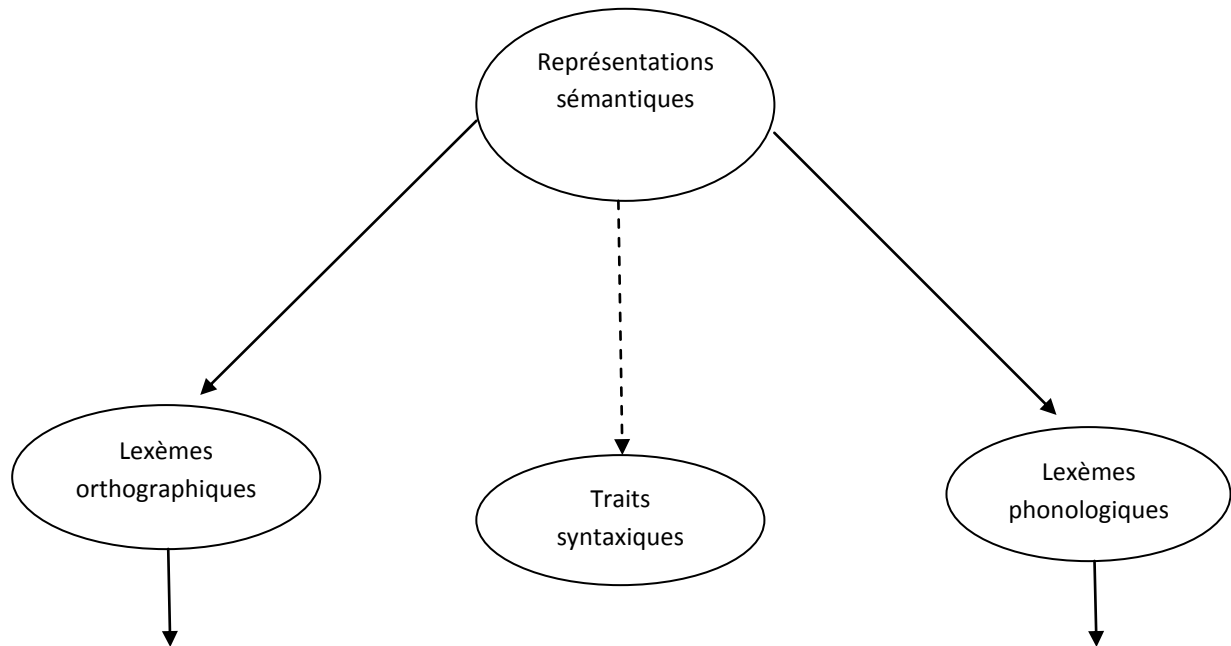 Représentations
sémantiques
Lexèmes
orthographiques
Traits
syntaxiques
Lexèmes
phonologiques